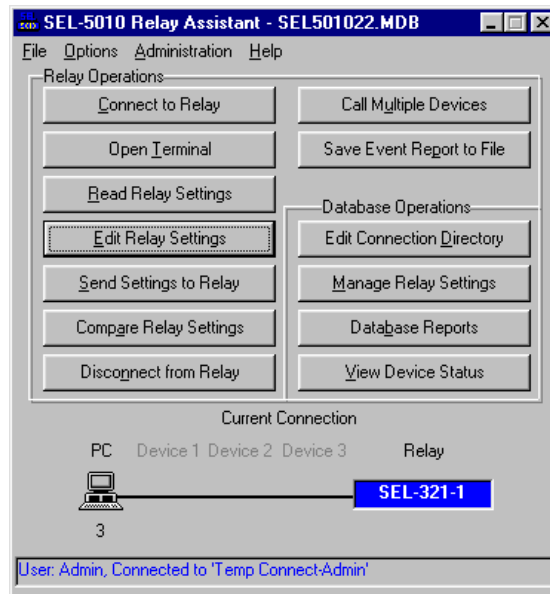 SEL-5010 Relay Assistant - SEL501022.MDB
File Options Administration Help
Relay Operations
Connect to Relay
Call Multiple Devices
Open Terminal
Save Event Report to File
Read Relay Settings
Database Operations
Edit Relay Settings
Edit Connection Directory
Send Settings to Relay
Manage Relay Settings
Compare Relay Settings
Database Reports
Disconnect from Relay
View Device Status
Current Connection
PC Device 1 Device 2 Device 3 Relay
SEL-321-1
3
User: Admin, Connected to 'Temp Connect-Admin'